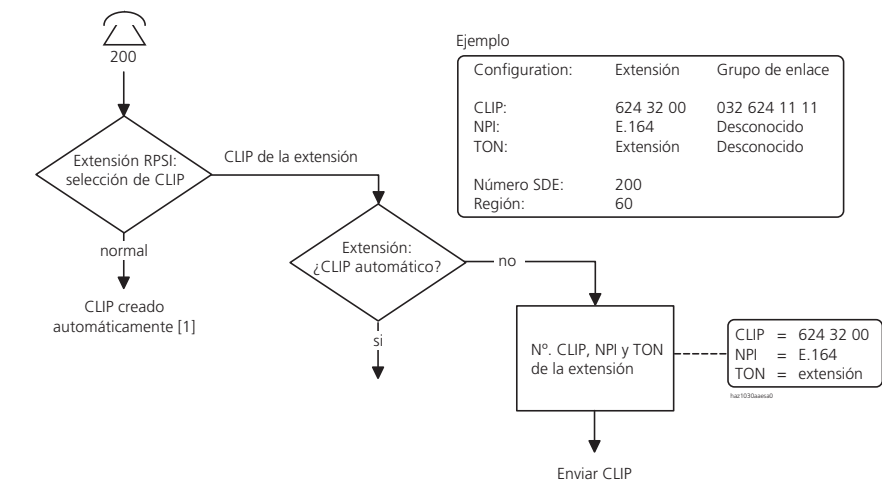 200
Ejemplo
Configuration: Extensión Grupo de enlace
CLIP: 624 32 00 032 624 11 11
NPI: E.164 Desconocido
TON: Extensión Desconocido
Número SDE: 200
Región: 60
Extensión RPSI:
selección de CLIP
CLIP de la extensión
normal
CLIP creado
automáticamente [1]
Extensión:
¿CLIP automático?
no
si
Nº. CLIP, NPI y TON
de la extensión
CLIP = 624 32 00
NPI = E.164
TON = extensión
haz1030aaesa0
Enviar CLIP